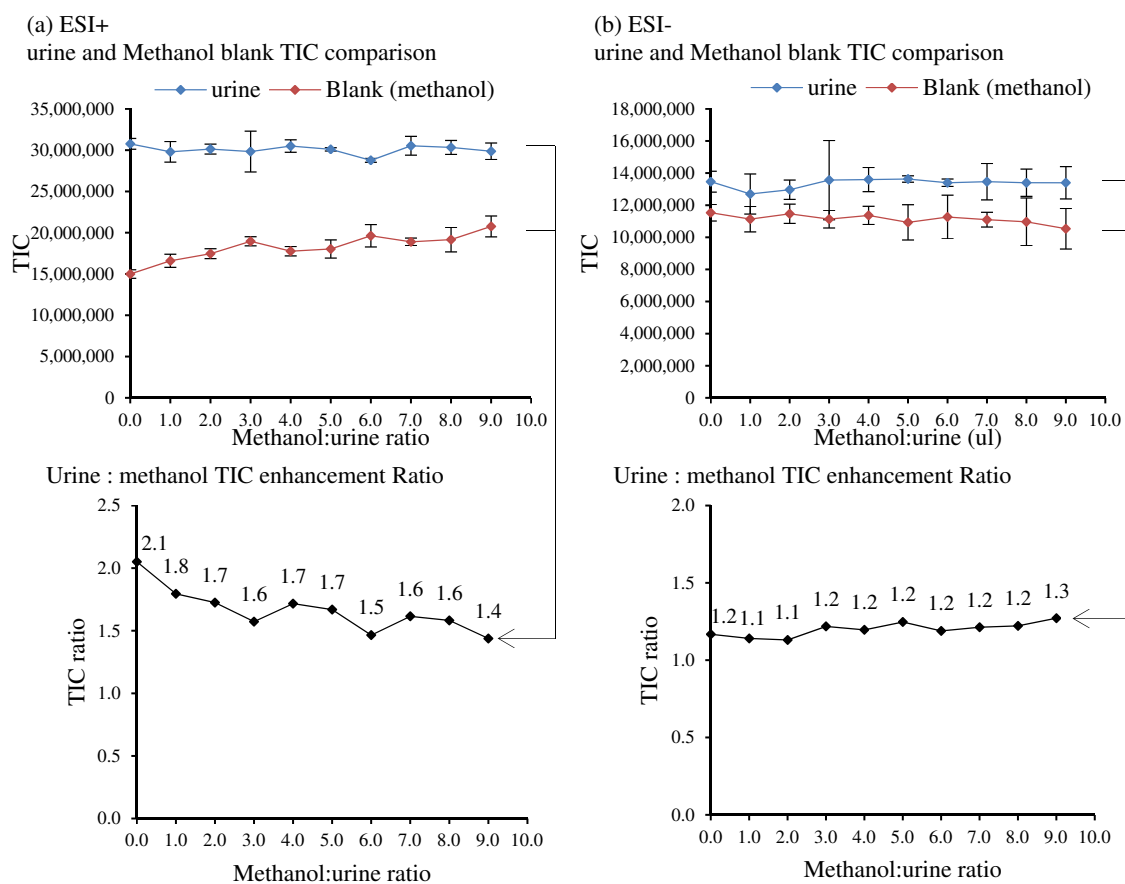 (a) ESI+
urine and Methanol blank TIC comparison
urine
Blank (methanol)
35,000,000
30,000,000
25,000,000
20,000,000
15,000,000
10,000,000
5,000,000
0
TIC
0.0 1.0 2.0 3.0 4.0 5.0 6.0 7.0 8.0 9.0 10.0
Methanol:urine ratio
Urine : methanol TIC enhancement Ratio
2.5
2.0
1.5
1.0
0.5
0.0
TIC ratio
2.1 1.8 1.7 1.6 1.7 1.7 1.5 1.6 1.6 1.4
0.0 1.0 2.0 3.0 4.0 5.0 6.0 7.0 8.0 9.0 10.0
Methanol:urine ratio
(b) ESI-
urine and Methanol blank TIC comparison
urine
Blank (methanol)
18,000,000
16,000,000
14,000,000
12,000,000
10,000,000
8,000,000
6,000,000
4,000,000
2,000,000
0
TIC
0.0 1.0 2.0 3.0 4.0 5.0 6.0 7.0 8.0 9.0 10.0
Methanol:urine (ul)
Urine : methanol TIC enhancement Ratio
2.0
1.5
1.0
0.5
0.0
TIC ratio
1.2 1.1 1.1 1.2 1.2 1.2 1.2 1.2 1.2 1.3
0.0 1.0 2.0 3.0 4.0 5.0 6.0 7.0 8.0 9.0 10.0
Methanol:urine ratio